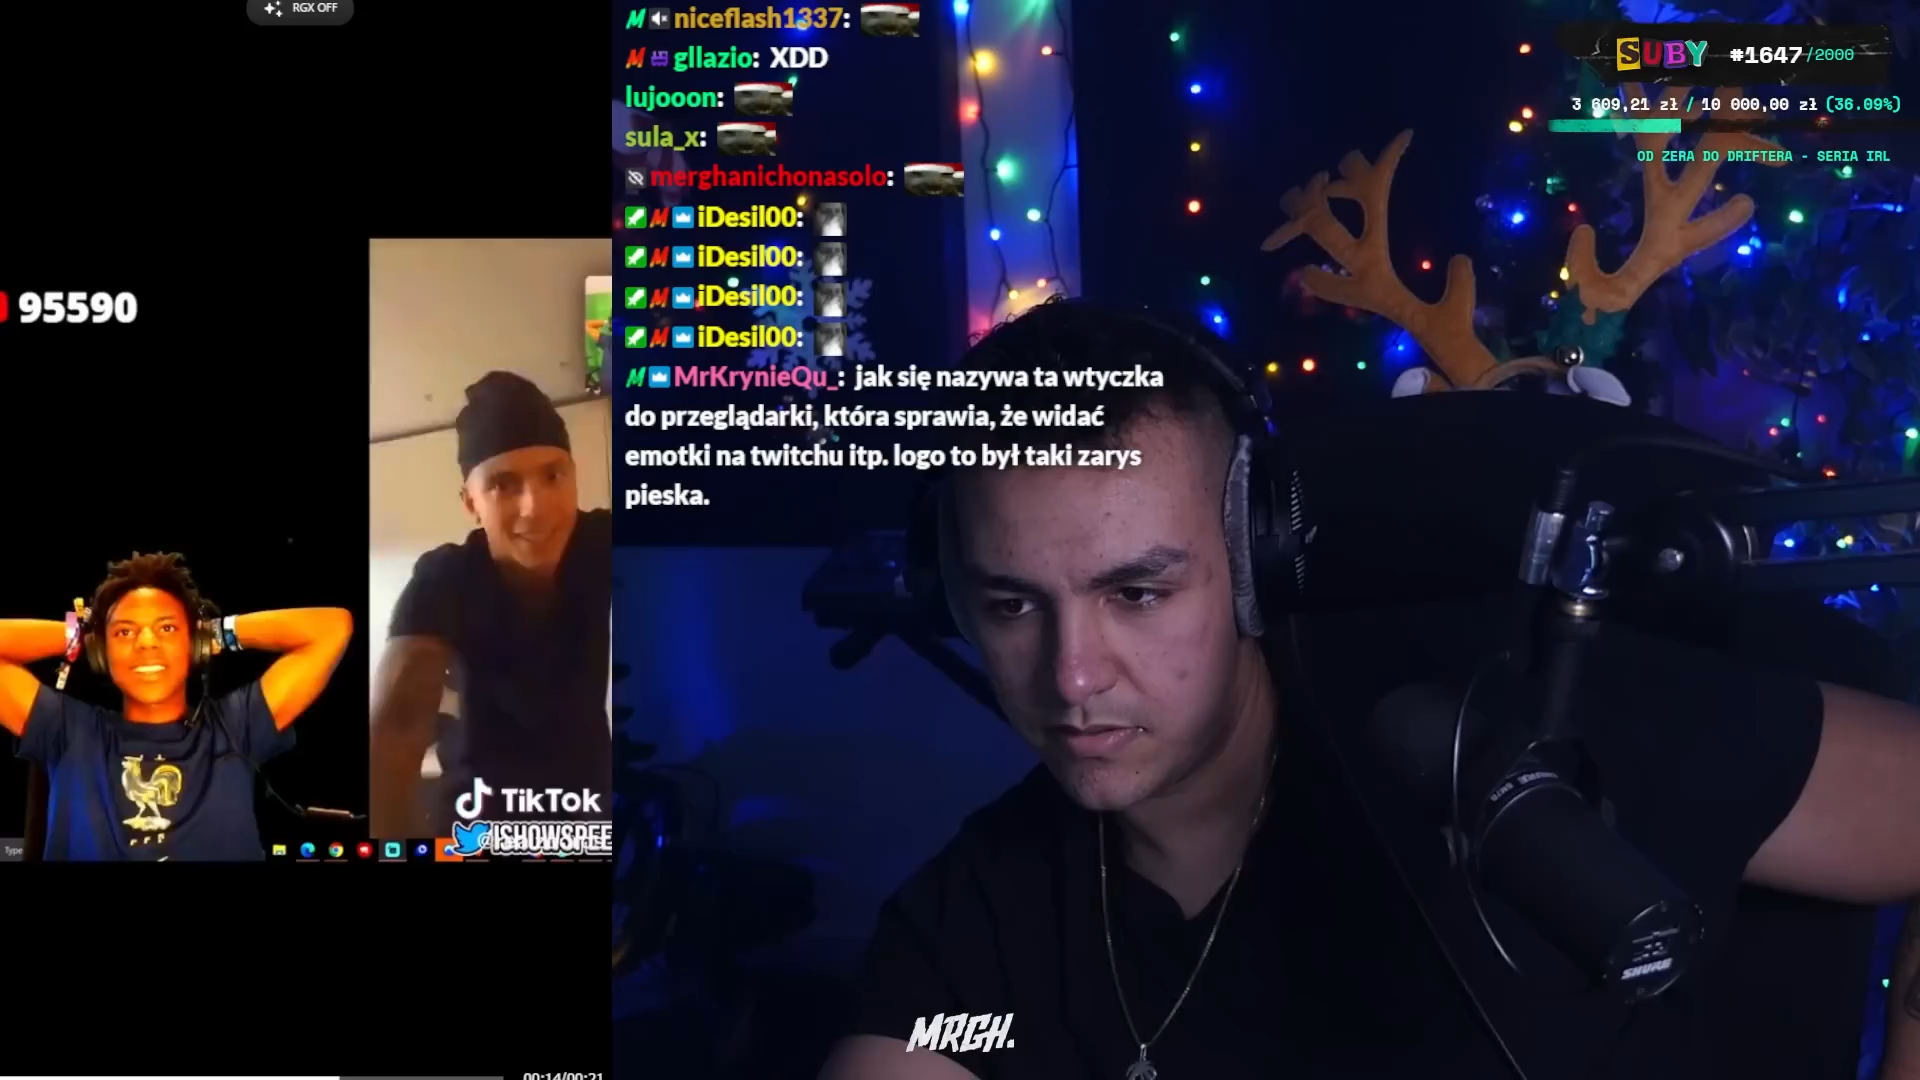 RGX OFF
95590
TikTok
ISHOWSPEE
Type
00:14/00:21
niceflash1337:
gllazio: XDD
lujooon:
sula_x:
merghanichonasolo:
iDesil00:
iDesil00:
iDesil00:
iDesil00:
MrKrynieQu_: jak się nazywa ta wtyczka
do przeglądarki, która sprawia, że widać
emotki na twitchu itp. logo to był taki zarys
pieska.
SUBY #1647/2000
3 609,21 zł / 10 000,00 zł (36.09%)
OD ZERA DO DRIFTERA - SERIA IRL
SHURE
MRGH.